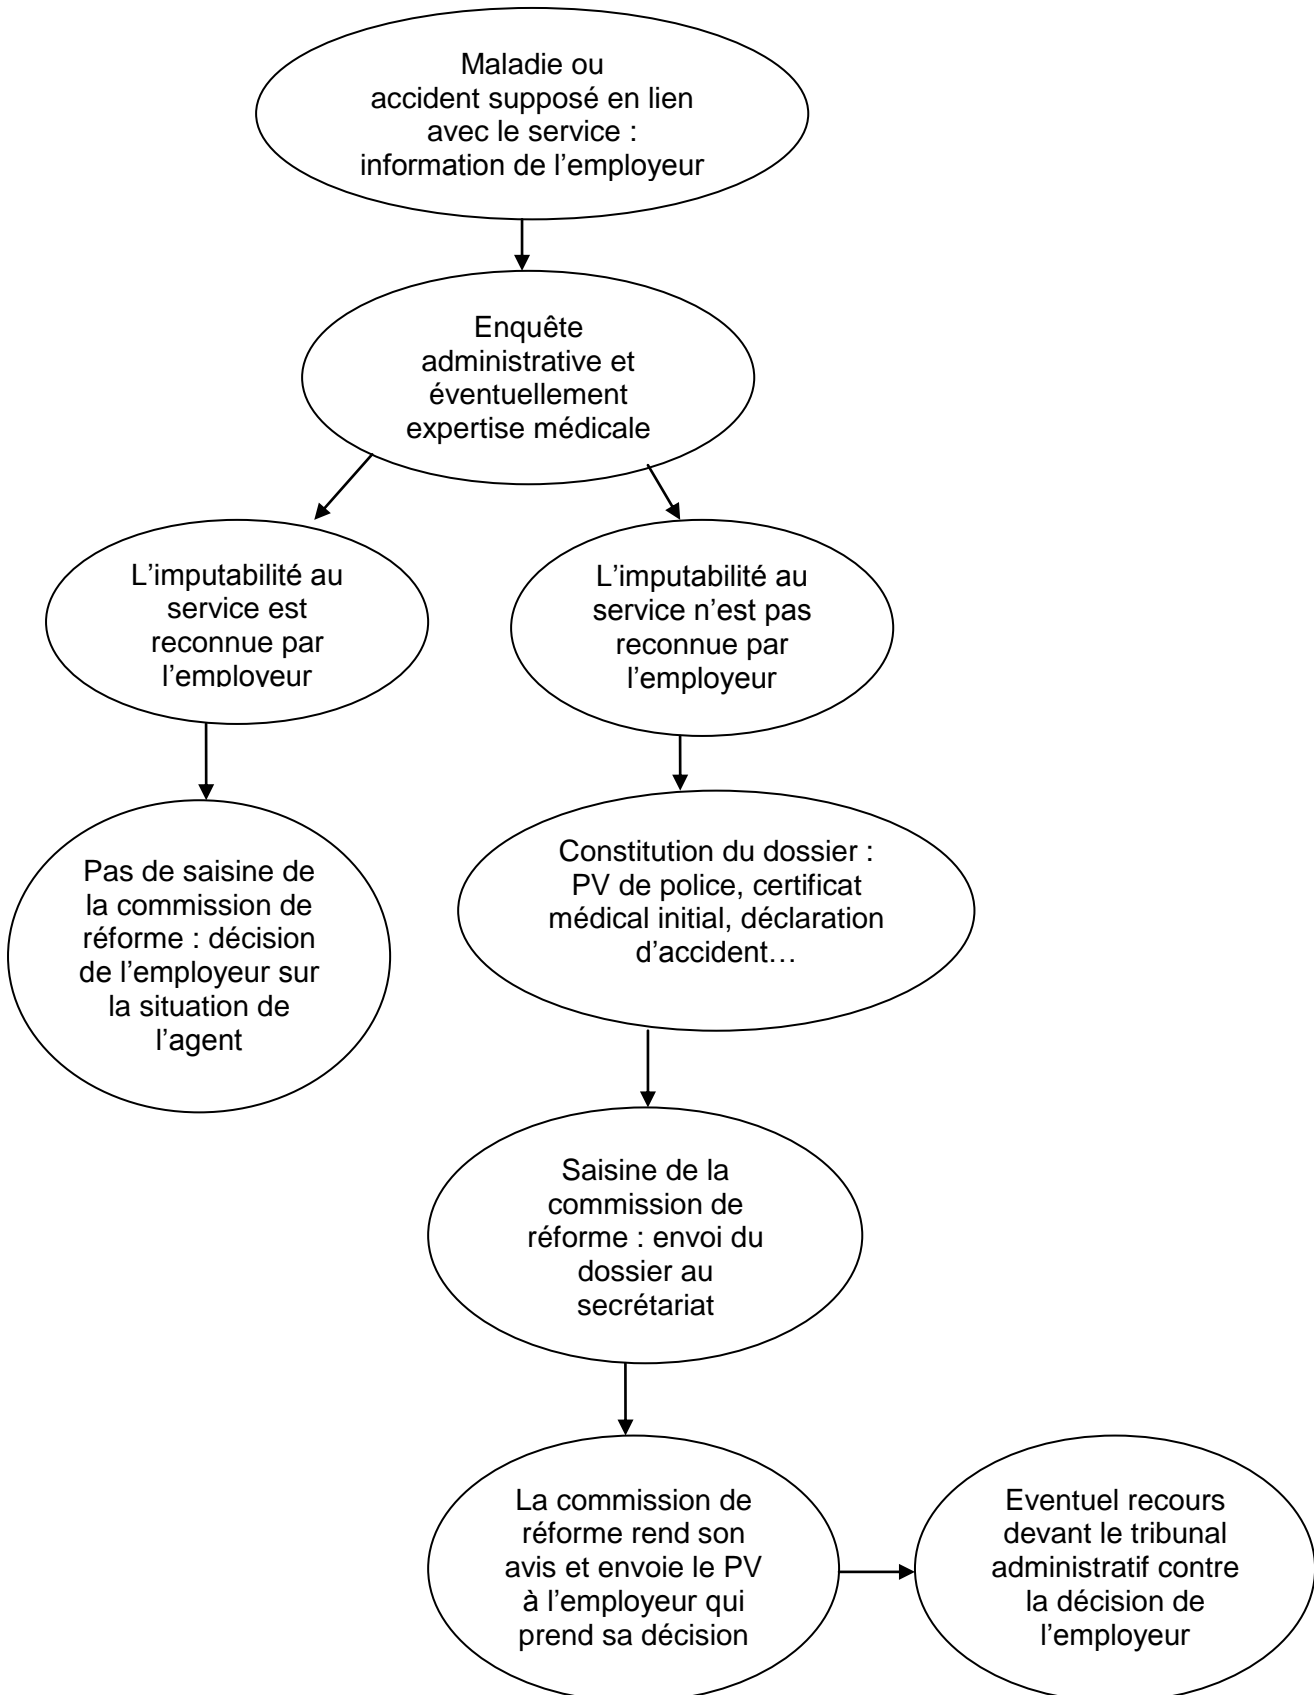 Maladie ou
accident supposé en lien
avec le service :
information de l’employeur
Enquête
administrative et
éventuellement
expertise médicale
L’imputabilité au
service est
reconnue par
l’employeur
L’imputabilité au
service n’est pas
reconnue par
l’employeur
Pas de saisine de
la commission de
réforme : décision
de l’employeur sur
la situation de
l’agent
Constitution du dossier :
PV de police, certificat
médical initial, déclaration
d’accident…
Saisine de la
commission de
réforme : envoi du
dossier au
secrétariat
La commission de
réforme rend son
avis et envoie le PV
à l’employeur qui
prend sa décision
Eventuel recours
devant le tribunal
administratif contre
la décision de
l’employeur